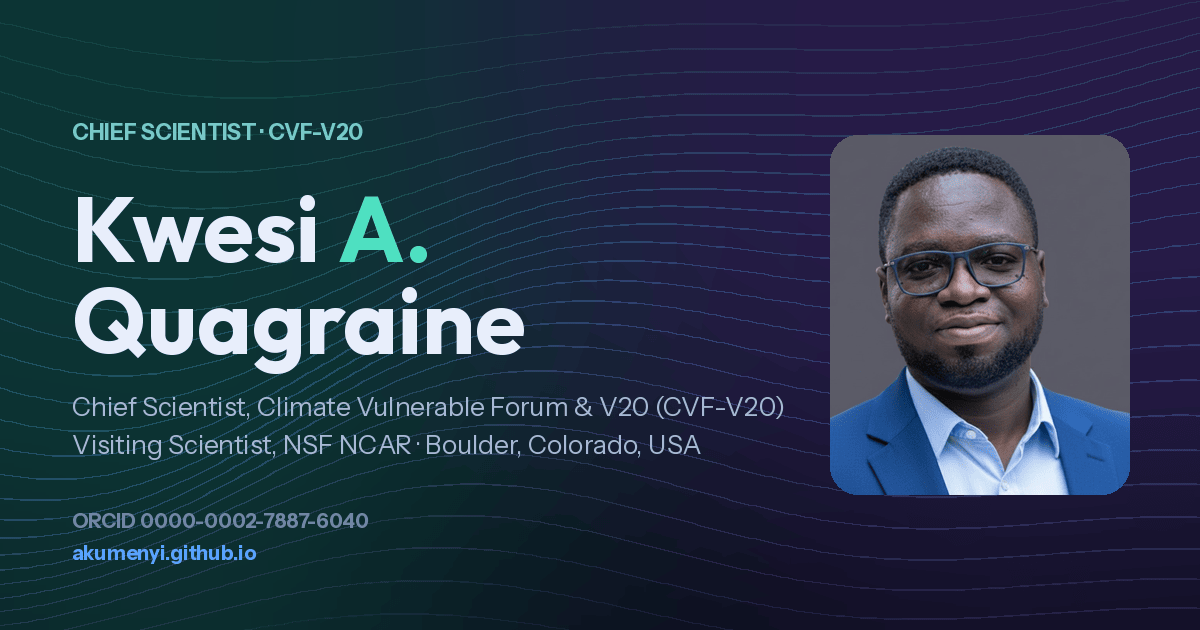 CHIEF SCIENTIST · CVF-V20
Kwesi A.
Quagraine
Chief Scientist, Climate Vulnerable Forum & V20 (CVF-V20)
Visiting Scientist, NSF NCAR · Boulder, Colorado, USA
ORCID 0000-0002-7887-6040
akumenyi.github.io